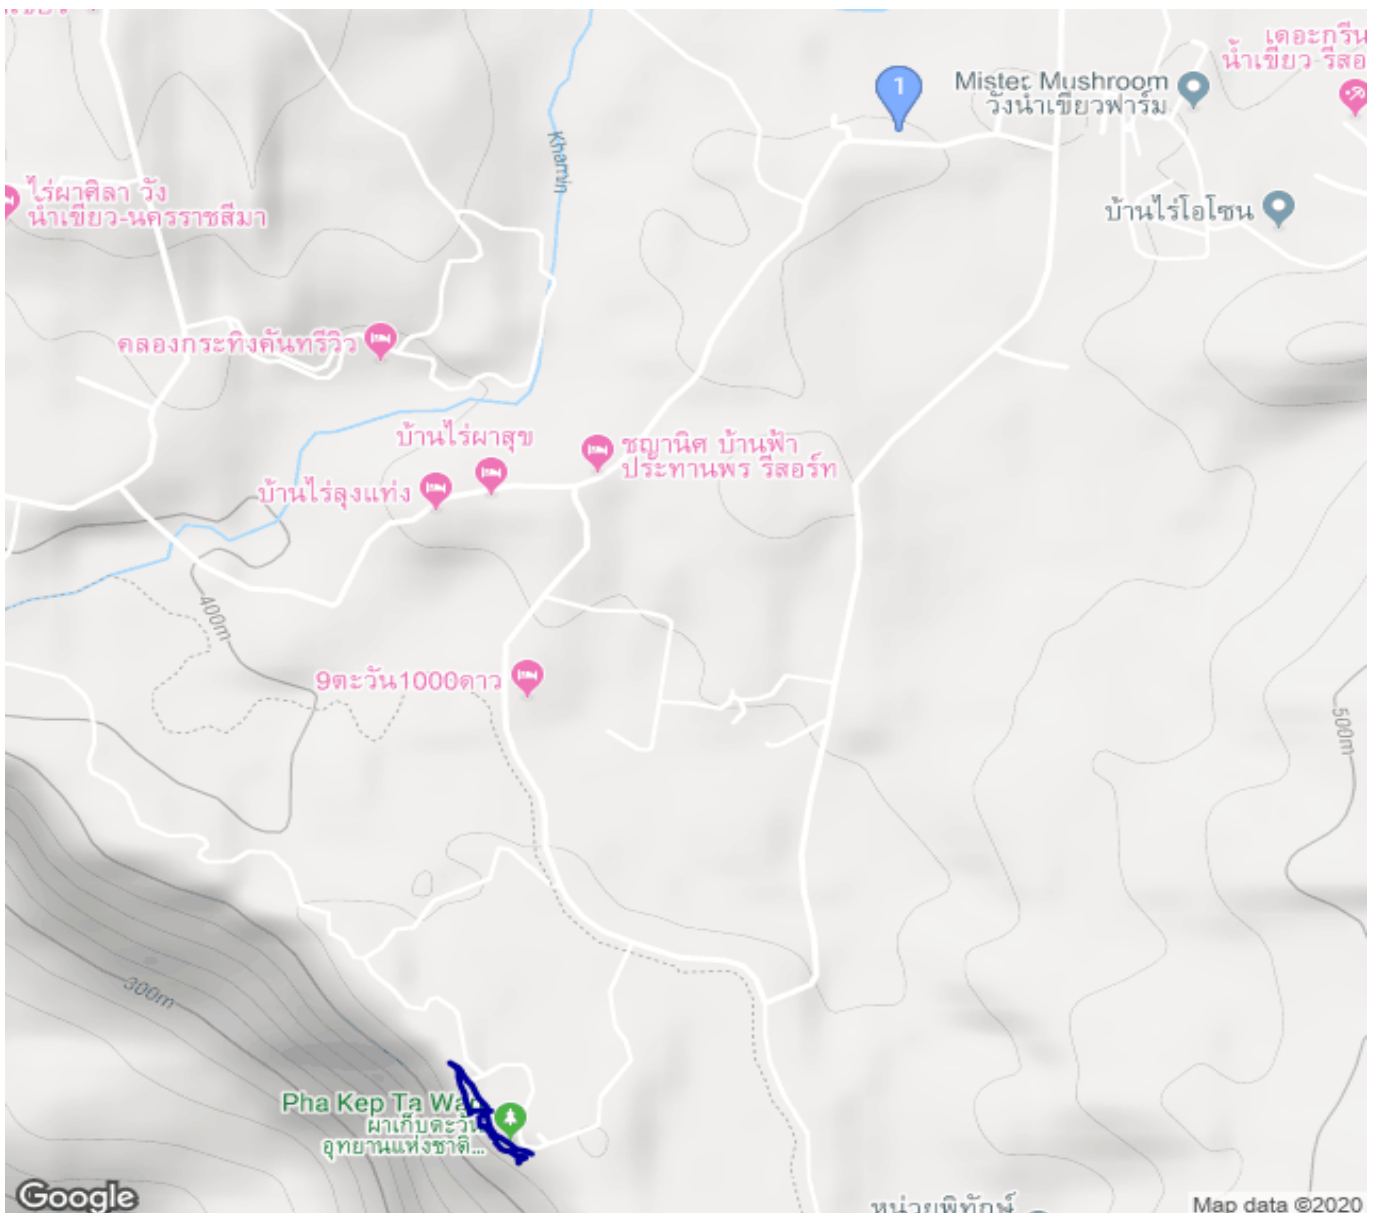 1
Mister Mushroom
วังน้ำเขียวฟาร์ม
เดอะกรีน
น้ำเขียว-รีสอ
Khamin
ไร่ผาศิลา วัง
น้ำเขียว-นครราชสีมา
บ้านไร่โอโซน
คลองกระทิงคันทรีวิว
บ้านไร่ผาสุข
ชญานิศ บ้านฟ้า
ประทานพร รีสอร์ท
บ้านไร่ลุงแท่ง
400m
9ตะวัน1000ดาว
500m
300m
Pha Kep Ta
ผาเก็บตะวัน
อุทยานแห่งชาติ...
หน่วยพิทักษ์
Google
Map data ©2020